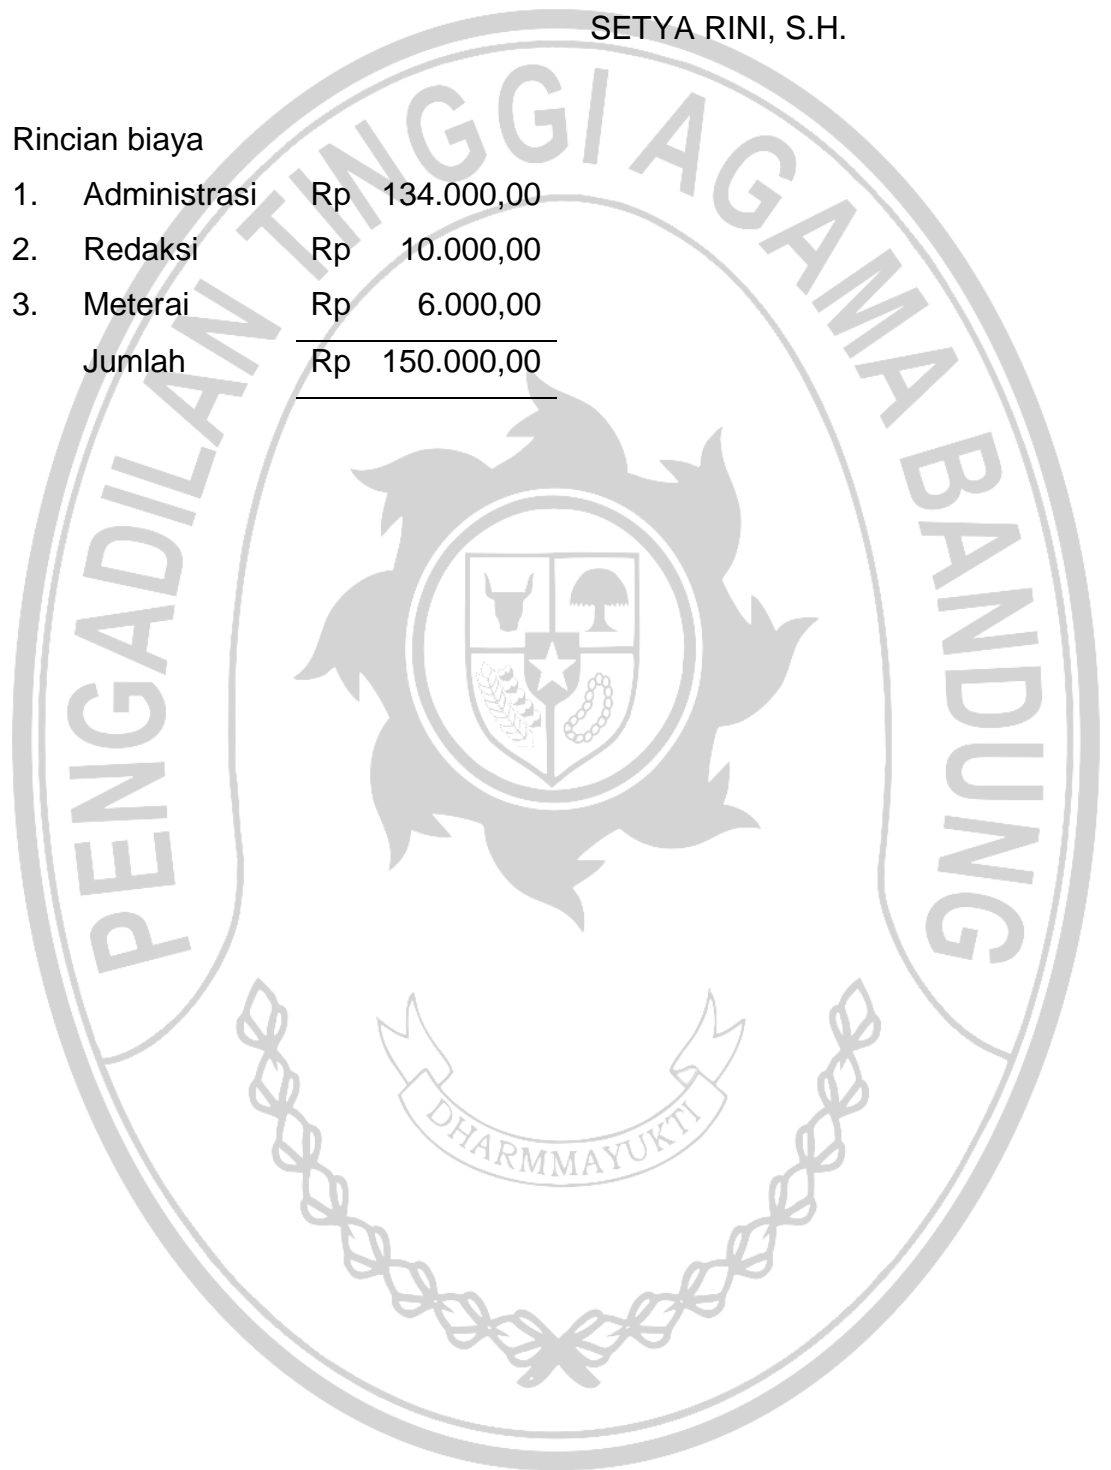 SETYA RINI, S.H.
Rincian biaya
1. Administrasi Rp 134.000,00
2. Redaksi Rp 10.000,00
3. Meterai Rp 6.000,00
Jumlah Rp 150.000,00
PENGADILAN TINGGI AGAMA BANDUNG
DHARMMAYUKTI